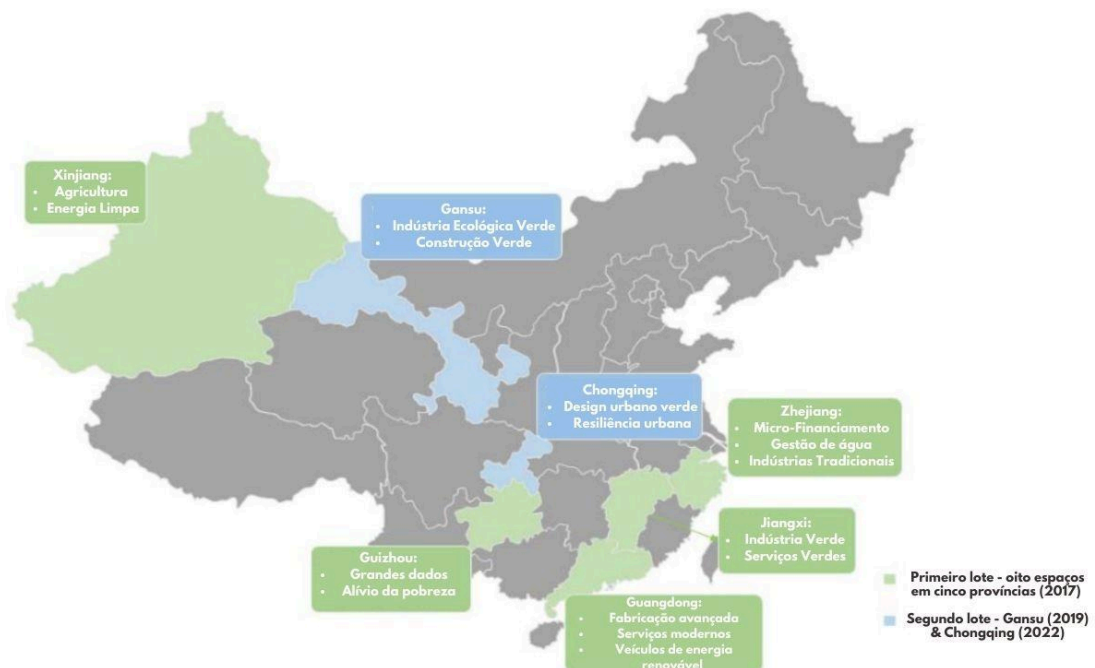 Xinjiang:
• Agricultura
• Energia Limpa
Gansu:
• Indústria Ecológica Verde
• Construção Verde
Chongqing:
• Design urbano verde
• Resiliência urbana
Zhejiang:
• Micro-Financiamento
• Gestão de água
• Indústrias Tradicionais
Jiangxi:
• Indústria Verde
• Serviços Verdes
Guizhou:
• Grandes dados
• Alívio da pobreza
Guangdong:
• Fabricação avançada
• Serviços modernos
• Veículos de energia
renovável
Primeiro lote - oito espaços
em cinco províncias (2017)
Segundo lote - Gansu (2019)
& Chongqing (2022)